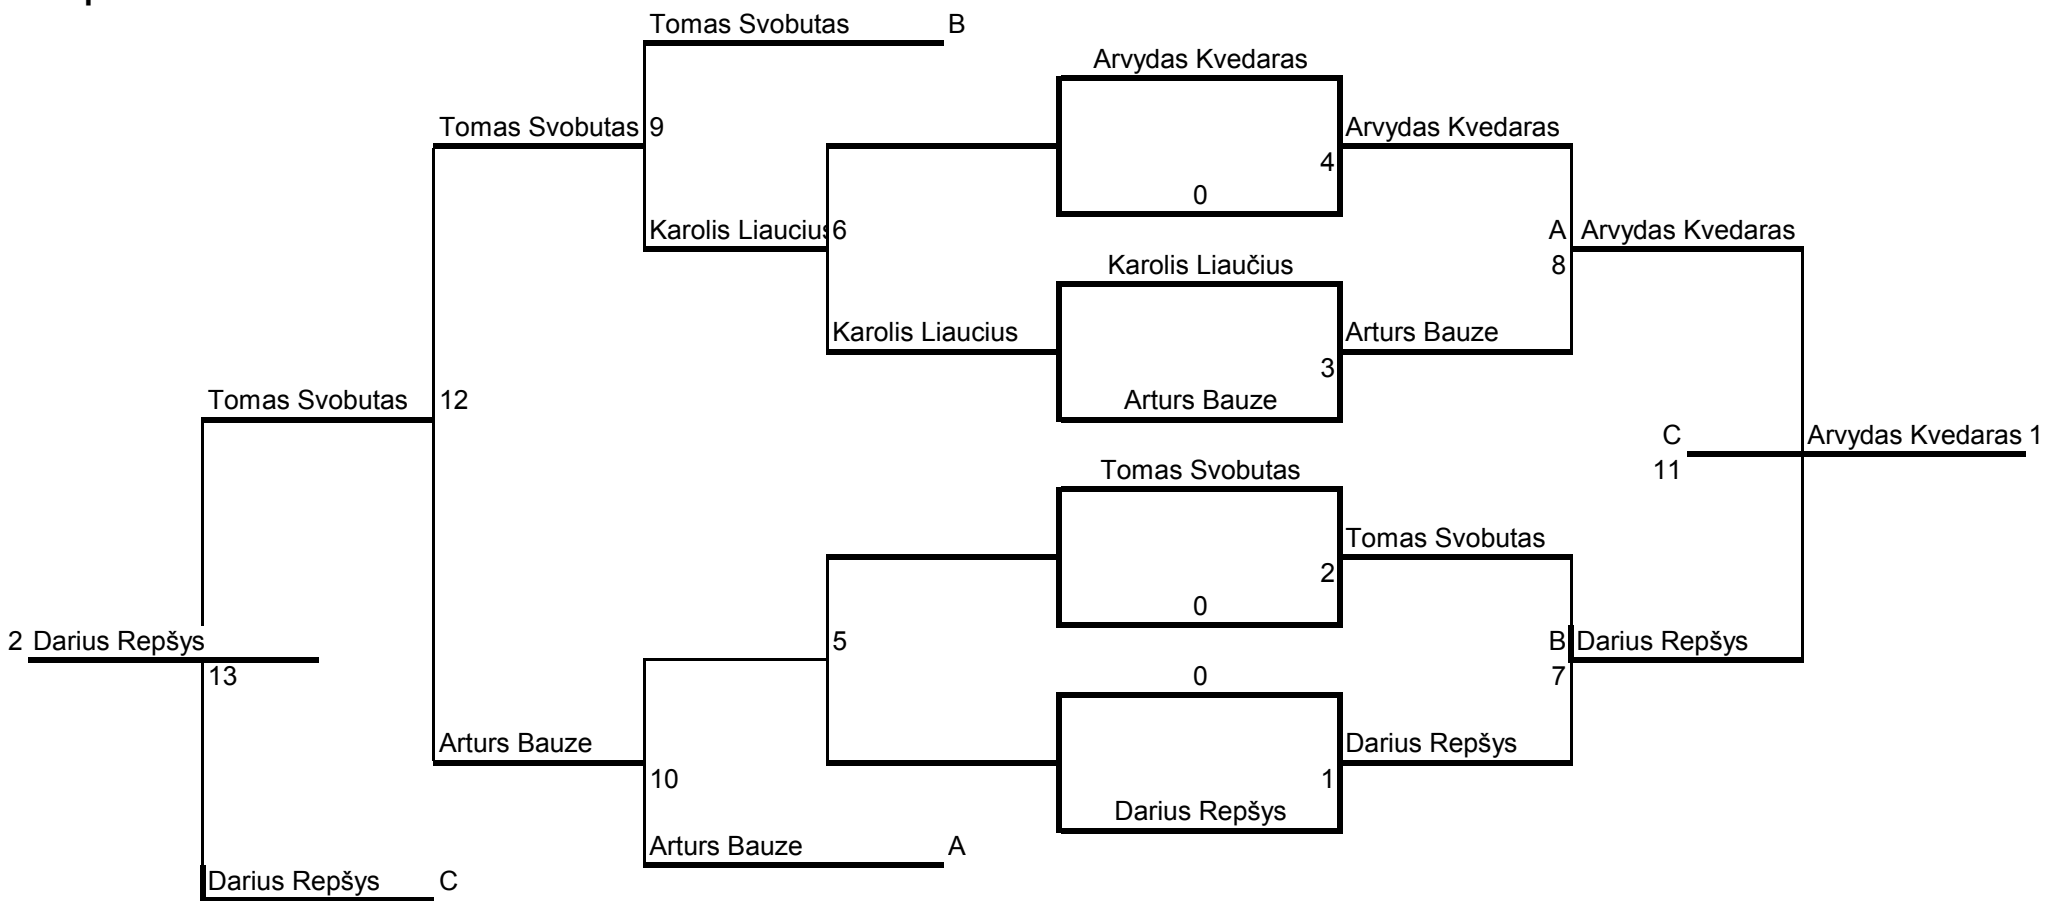 Tomas Svobutas B
Arvydas Kvedaras
Tomas Svobutas 9 Arvydas Kvedaras
4
0
Karolis Liaucius 6 A Arvydas Kvedaras
Karolis Liaučius 8
Karolis Liaucius Arturs Bauze
3
Tomas Svobutas 12 Arturs Bauze
C Arvydas Kvedaras 1
Tomas Svobutas 11
Tomas Svobutas
2
0
2 Darius Repšys 5 B Darius Repšys
13 0 7
Arturs Bauze Darius Repšys
10 1
Darius Repšys
Arturs Bauze A
Darius Repšys C